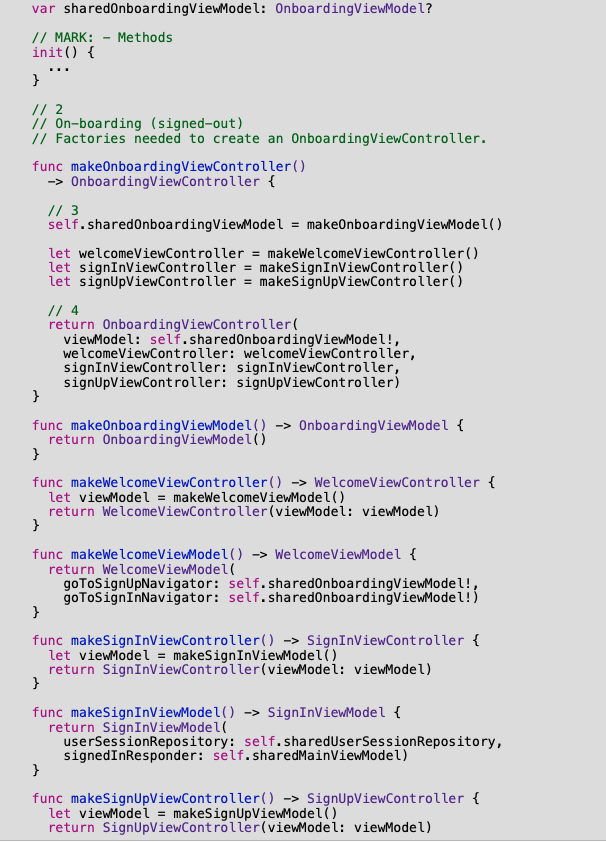 var sharedOnboardingViewModel: OnboardingViewModel?
// MARK: - Methods
init() {
...
}
// 2
// On-boarding (signed-out)
// Factories needed to create an OnboardingViewController.
func makeOnboardingViewController()
-> OnboardingViewController {
// 3
self.sharedOnboardingViewModel = makeOnboardingViewModel()
let welcomeViewController = makeWelcomeViewController()
let signInViewController = makeSignInViewController()
let signUpViewController = makeSignUpViewController()
// 4
return OnboardingViewController(
viewModel: self.sharedOnboardingViewModel!,
welcomeViewController: welcomeViewController,
signInViewController: signInViewController,
signUpViewController: signUpViewController)
}
func makeOnboardingViewModel() -> OnboardingViewModel {
return OnboardingViewModel()
}
func makeWelcomeViewController() -> WelcomeViewController {
let viewModel = makeWelcomeViewModel()
return WelcomeViewController(viewModel: viewModel)
}
func makeWelcomeViewModel() -> WelcomeViewModel {
return WelcomeViewModel(
goToSignUpNavigator: self.sharedOnboardingViewModel!,
goToSignInNavigator: self.sharedOnboardingViewModel!)
}
func makeSignInViewController() -> SignInViewController {
let viewModel = makeSignInViewModel()
return SignInViewController(viewModel: viewModel)
}
func makeSignInViewModel() -> SignInViewModel {
return SignInViewModel(
userSessionRepository: self.sharedUserSessionRepository,
signedInResponder: self.sharedMainViewModel)
}
func makeSignUpViewController() -> SignUpViewController {
let viewModel = makeSignUpViewModel()
return SignUpViewController(viewModel: viewModel)